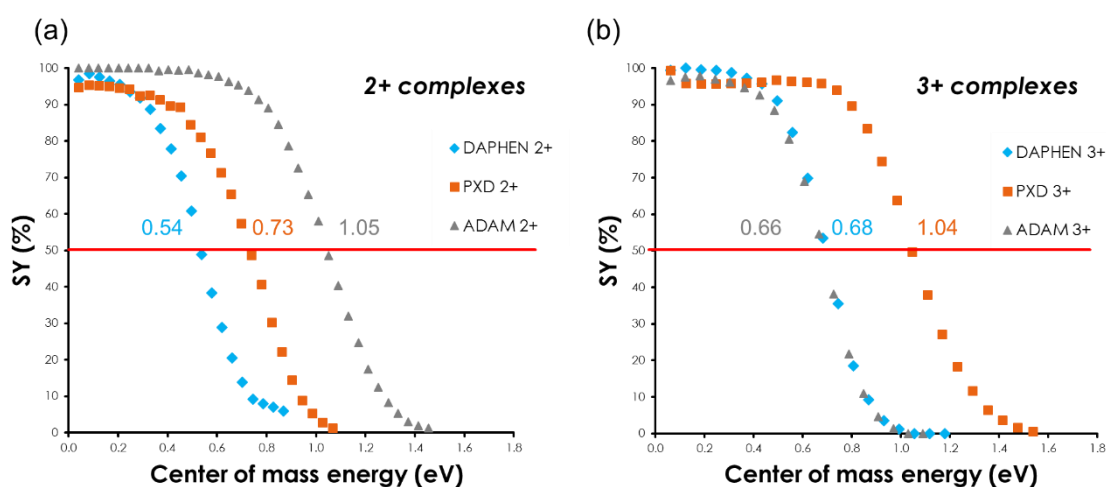 (a)
2+ complexes
SY (%)
100
90
80
70
60
50
40
30
20
10
0
DAPHEN 2+
PXD 2+
ADAM 2+
0.54 0.73 1.05
0.0 0.2 0.4 0.6 0.8 1.0 1.2 1.4 1.6 1.8
Center of mass energy (eV)
(b)
3+ complexes
SY (%)
100
90
80
70
60
50
40
30
20
10
0
DAPHEN 3+
PXD 3+
ADAM 3+
0.66 0.68 1.04
0.0 0.2 0.4 0.6 0.8 1.0 1.2 1.4 1.6 1.8
Center of mass energy (eV)